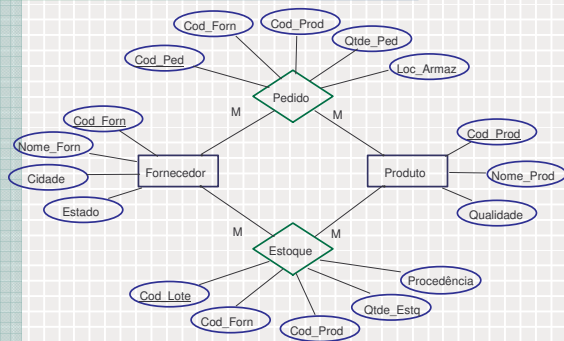 Cod_Forn
Cod_Prod
Qtde_Ped
Cod_Ped
Loc_Armaz
Pedido
M
M
Cod_Forn
Cod_Prod
Nome_Forn
Fornecedor
Produto
Nome_Prod
Cidade
Estado
Qualidade
M
M
Estoque
Procedência
Cod_Lote
Qtde_Estq
Cod_Forn
Cod_Prod